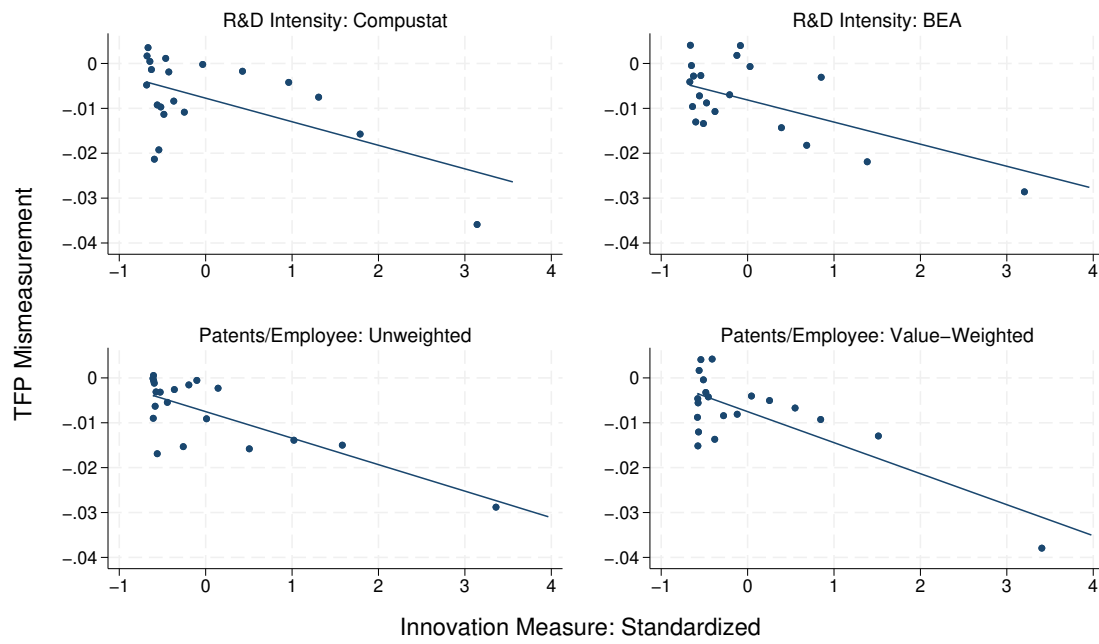 R&D Intensity: Compustat
0
−.01
−.02
−.03
−.04
−1 0 1 2 3 4
R&D Intensity: BEA
0
−.01
−.02
−.03
−.04
−1 0 1 2 3 4
Patents/Employee: Unweighted
0
−.01
−.02
−.03
−.04
−1 0 1 2 3 4
Patents/Employee: Value−Weighted
0
−.01
−.02
−.03
−.04
−1 0 1 2 3 4
TFP Mismeasurement
Innovation Measure: Standardized